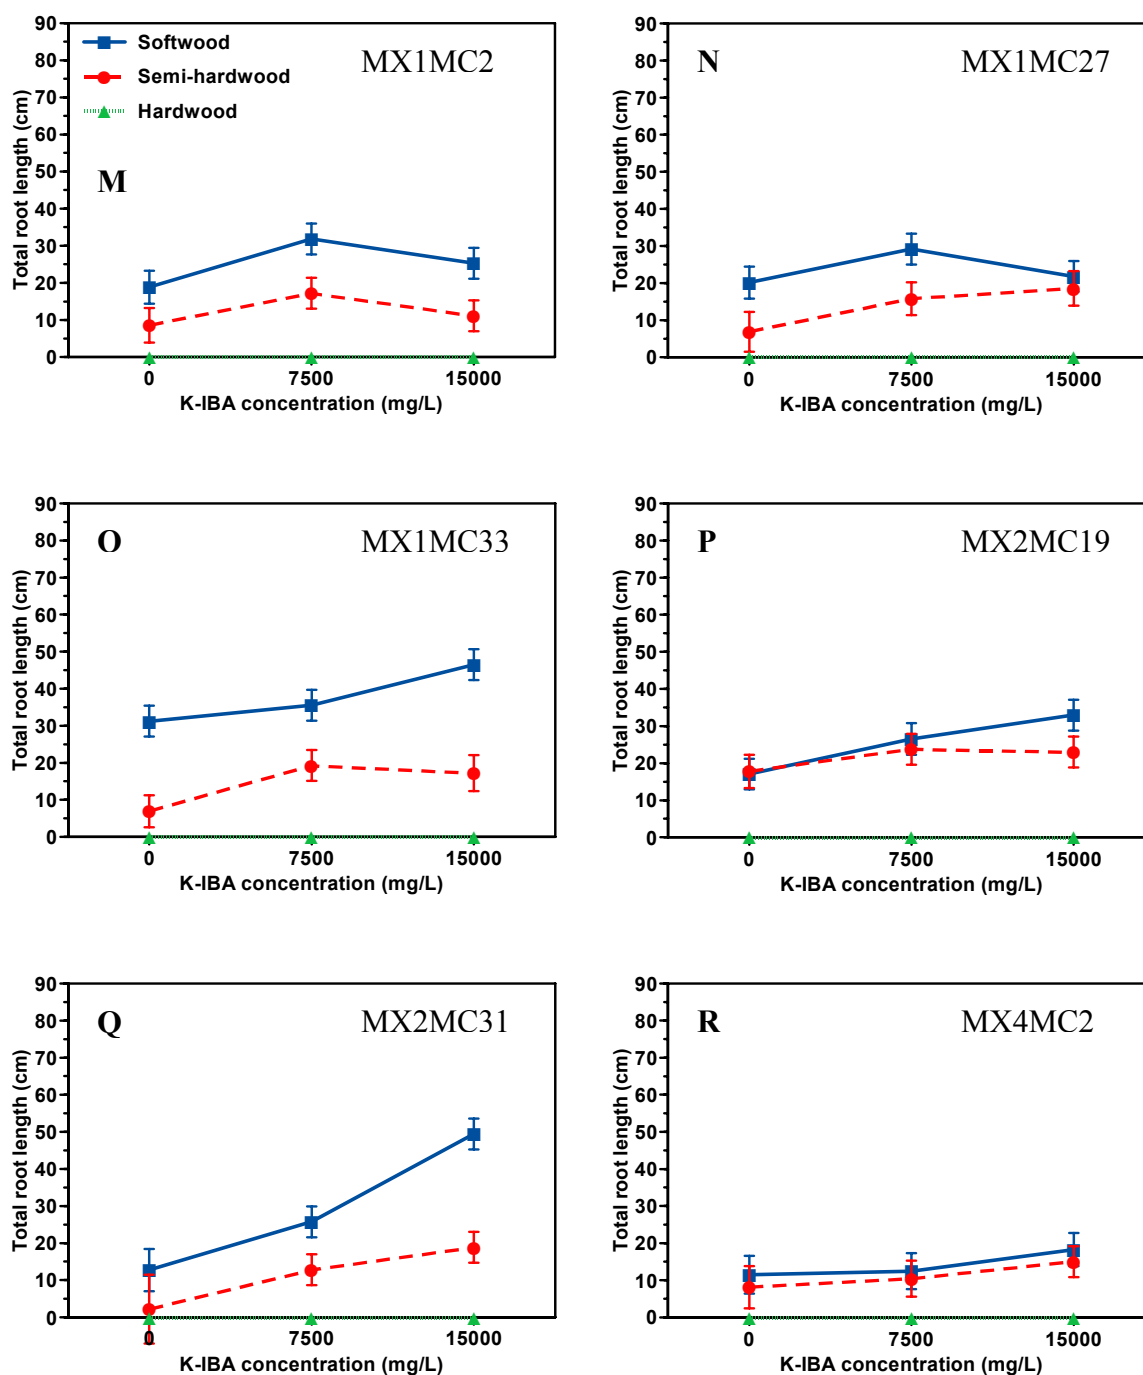 Softwood
Semi-hardwood
Hardwood
MX1MC2
M
Total root length (cm)
90
80
70
60
50
40
30
20
10
0
0 7500 15000
K-IBA concentration (mg/L)
N
MX1MC27
Total root length (cm)
90
80
70
60
50
40
30
20
10
0
0 7500 15000
K-IBA concentration (mg/L)
O
MX1MC33
Total root length (cm)
90
80
70
60
50
40
30
20
10
0
0 7500 15000
K-IBA concentration (mg/L)
P
MX2MC19
Total root length (cm)
90
80
70
60
50
40
30
20
10
0
0 7500 15000
K-IBA concentration (mg/L)
Q
MX2MC31
Total root length (cm)
90
80
70
60
50
40
30
20
10
0
0 7500 15000
K-IBA concentration (mg/L)
R
MX4MC2
Total root length (cm)
90
80
70
60
50
40
30
20
10
0
0 7500 15000
K-IBA concentration (mg/L)